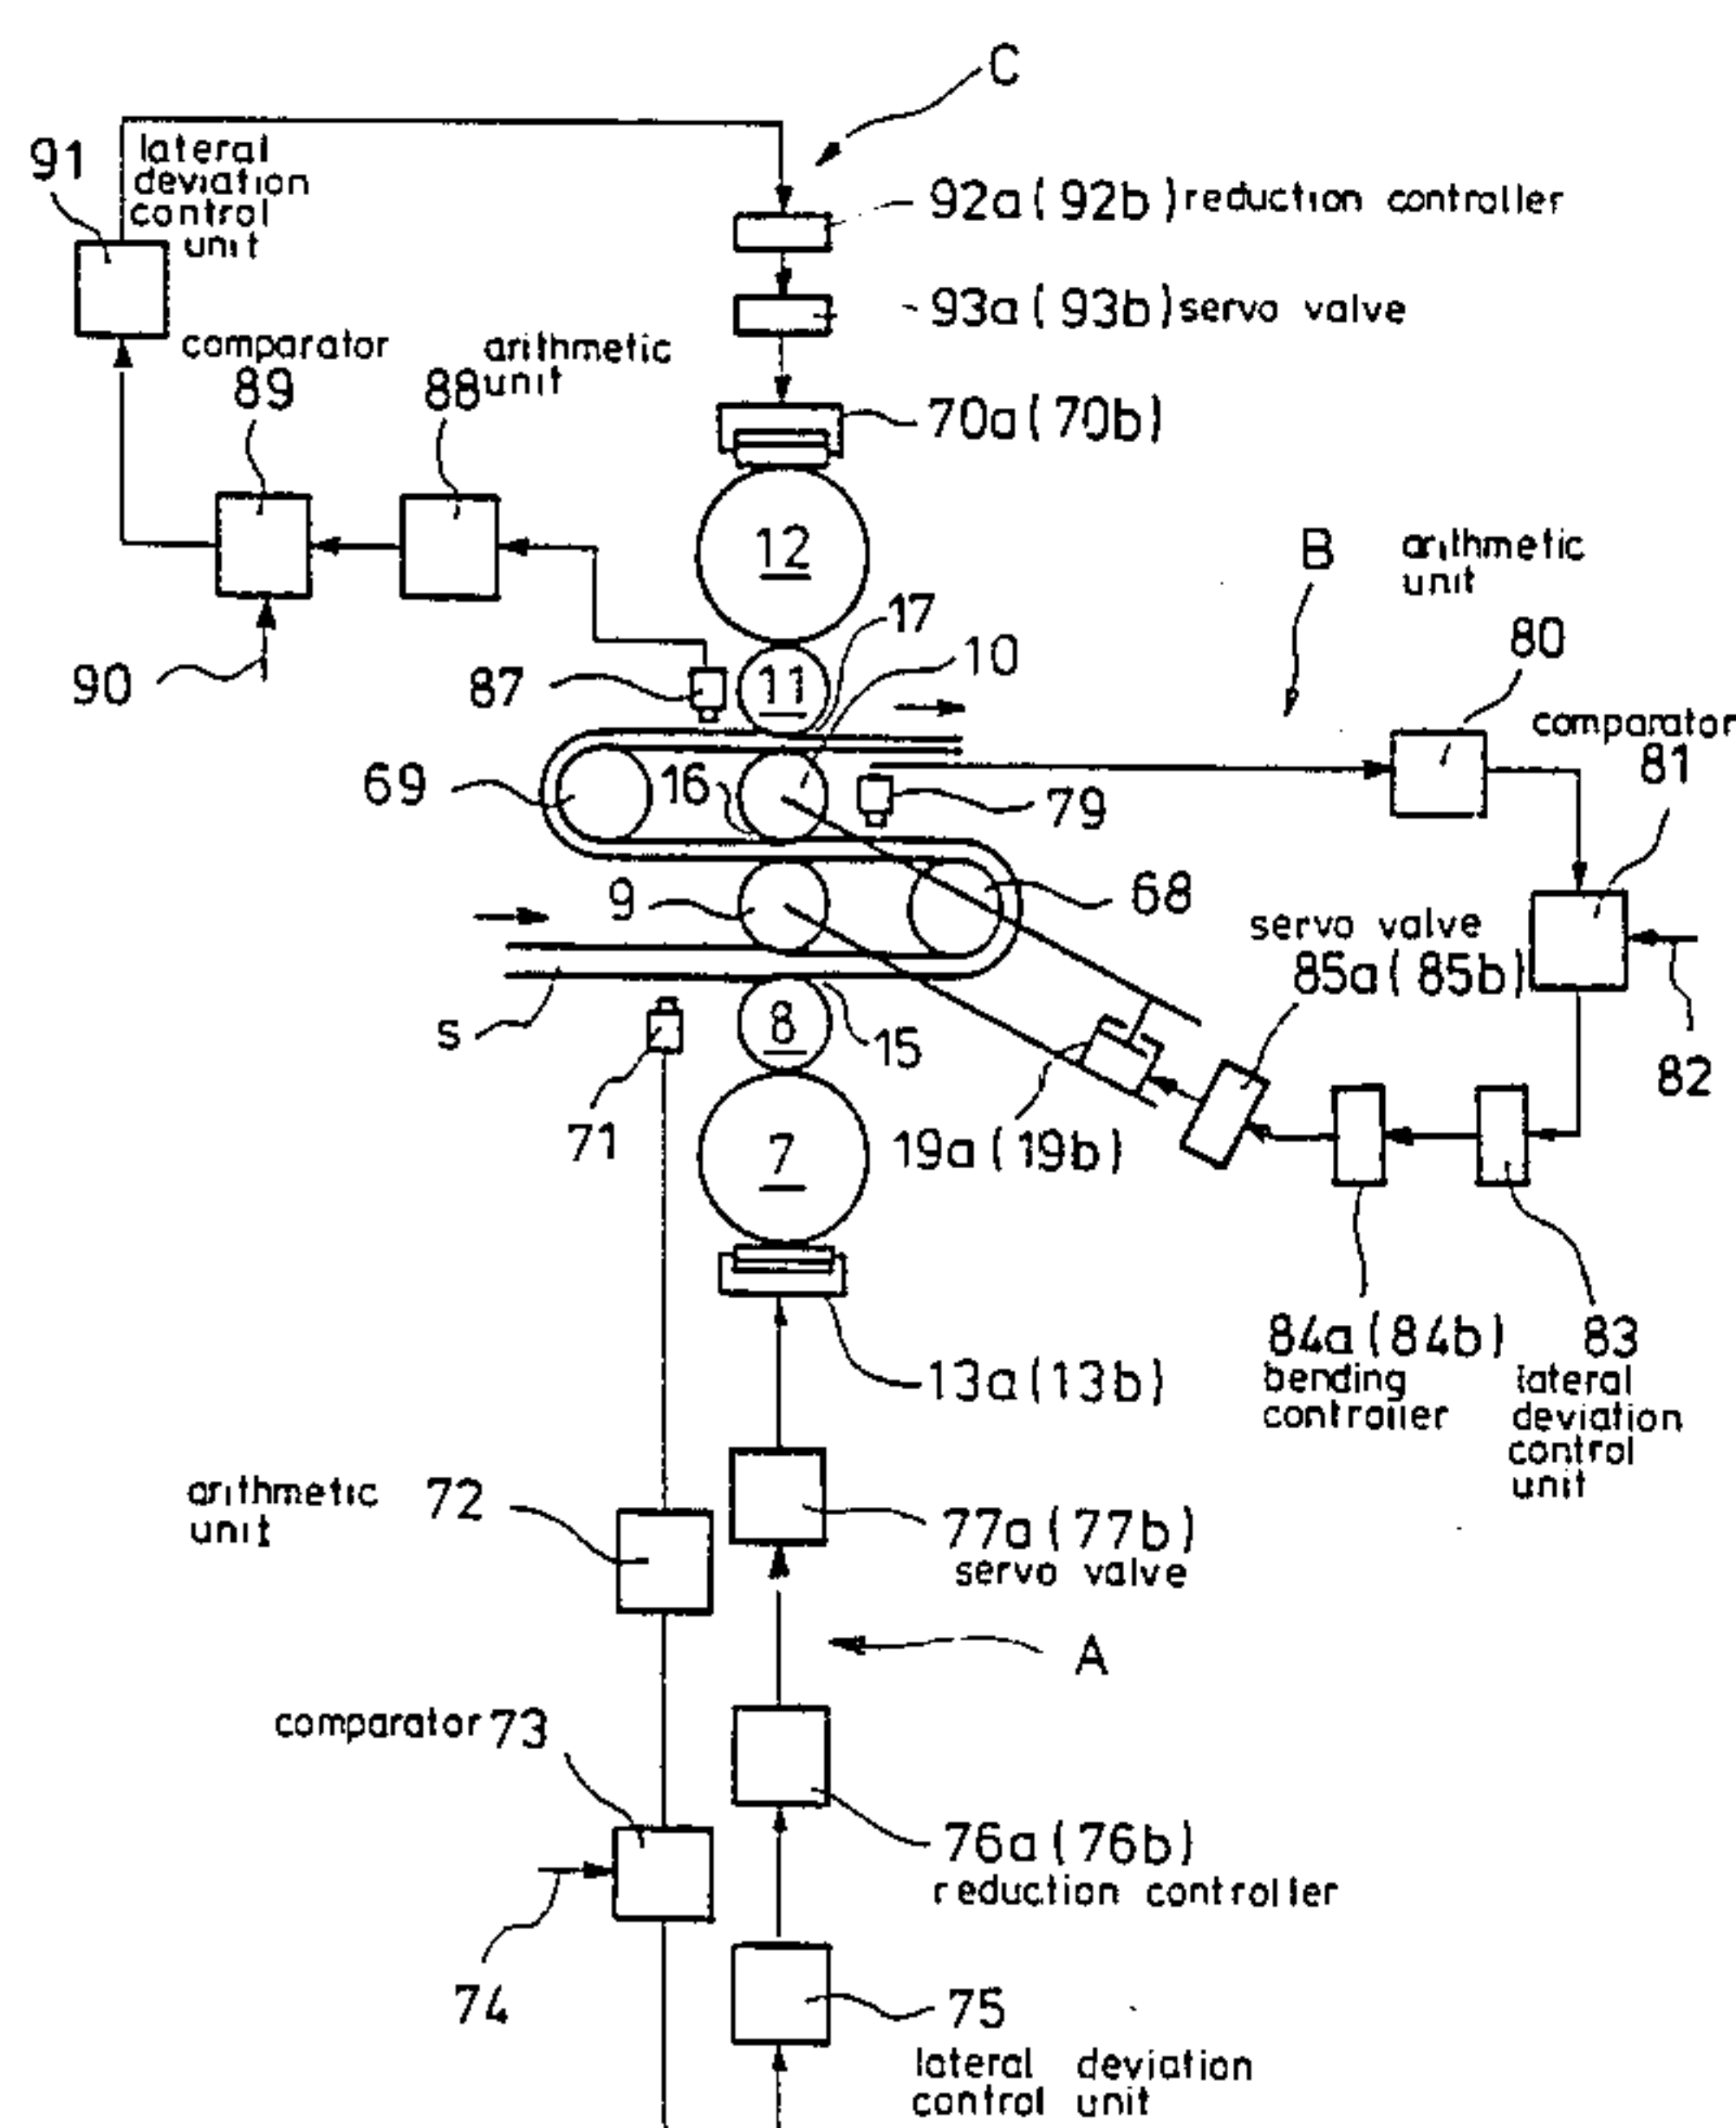 C
91
lateral
deviation
control
unit
92a(92b) reduction controller
93a(93b) servo valve
comparator
89
arithmetic
88 unit
70a(70b)
12
17
10
B
arithmetic
unit
80
90
87
11
comparator
81
69
16
79
9
68
servo valve
85a(85b)
s
8
15
82
71
7
19a(19b)
84a(84b)
bending
controller
83
lateral
deviation
control
unit
13a(13b)
arithmetic
unit
72
77a(77b)
servo valve
A
comparator 73
76a(76b)
reduction controller
74
75
lateral deviation
control unit